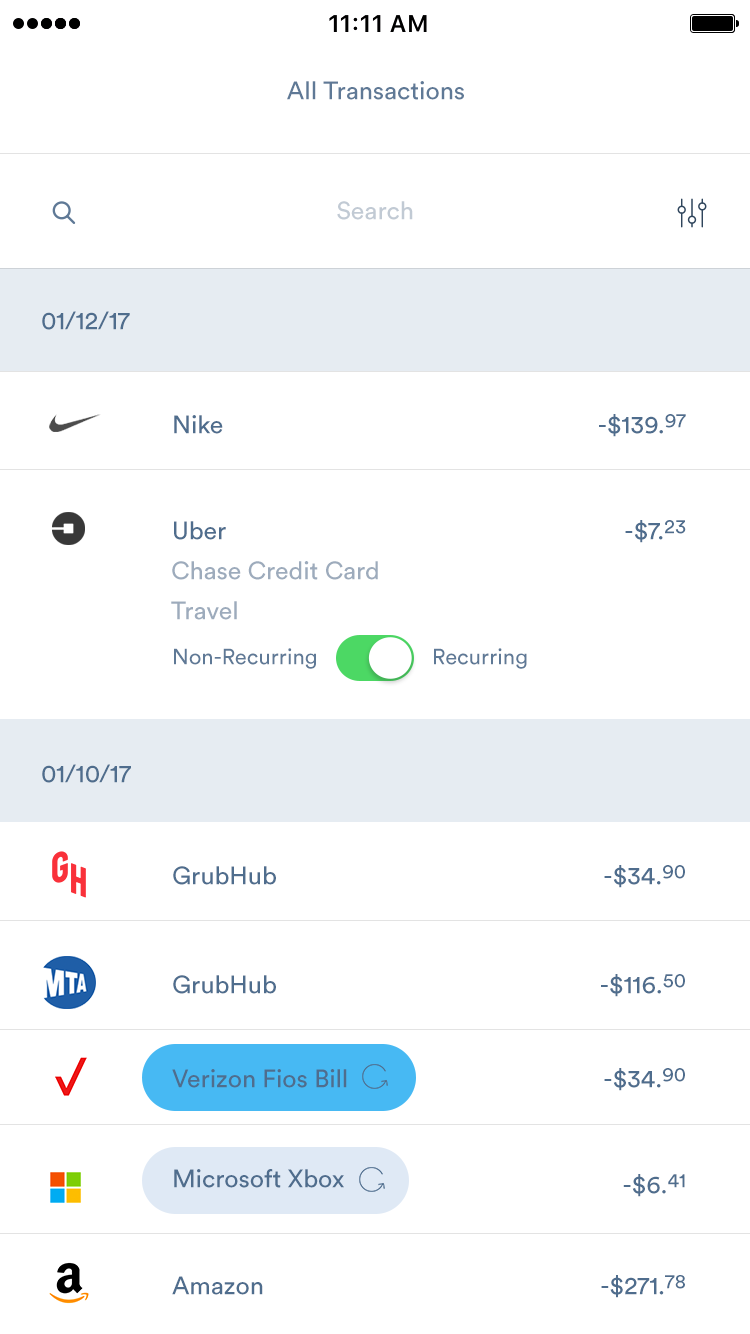 11:11 AM
All Transactions
Search
01/12/17
Nike -$139.97
Uber -$7.23
Chase Credit Card
Travel
Non-Recurring Recurring
01/10/17
GH GrubHub -$34.90
MTA GrubHub -$116.50
Verizon Fios Bill -$34.90
Microsoft Xbox -$6.41
a Amazon -$271.78